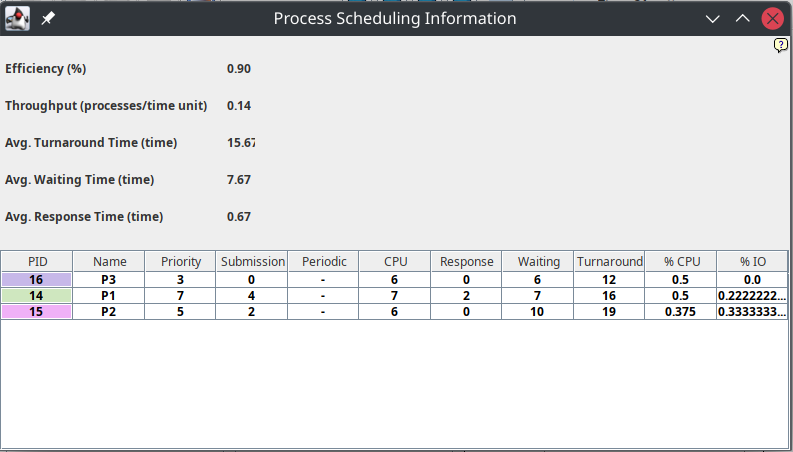 Process Scheduling Information
?
Efficiency (%) 0.90
Throughput (processes/time unit) 0.14
Avg. Turnaround Time (time) 15.67
Avg. Waiting Time (time) 7.67
Avg. Response Time (time) 0.67
PID Name Priority Submission Periodic CPU Response Waiting Turnaround % CPU % IO
16 P3 3 0 - 6 0 6 12 0.5 0.0
14 P1 7 4 - 7 2 7 16 0.5 0.2222222...
15 P2 5 2 - 6 0 10 19 0.375 0.3333333...